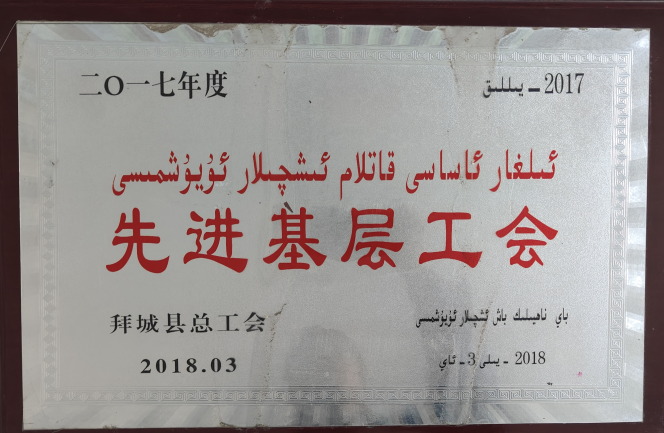 二〇一七年度
2017 ـ يىللىق
ئىلغار ئاساسى قاتلام ئىشچىلار ئۇيۇشمىسى
先进基层工会
拜城县总工会
باي ناھىيىلىك باش ئىشچىلار ئۇيۇشمىسى
2018.03
2018 ـ يىلى 3 ـ ئاي